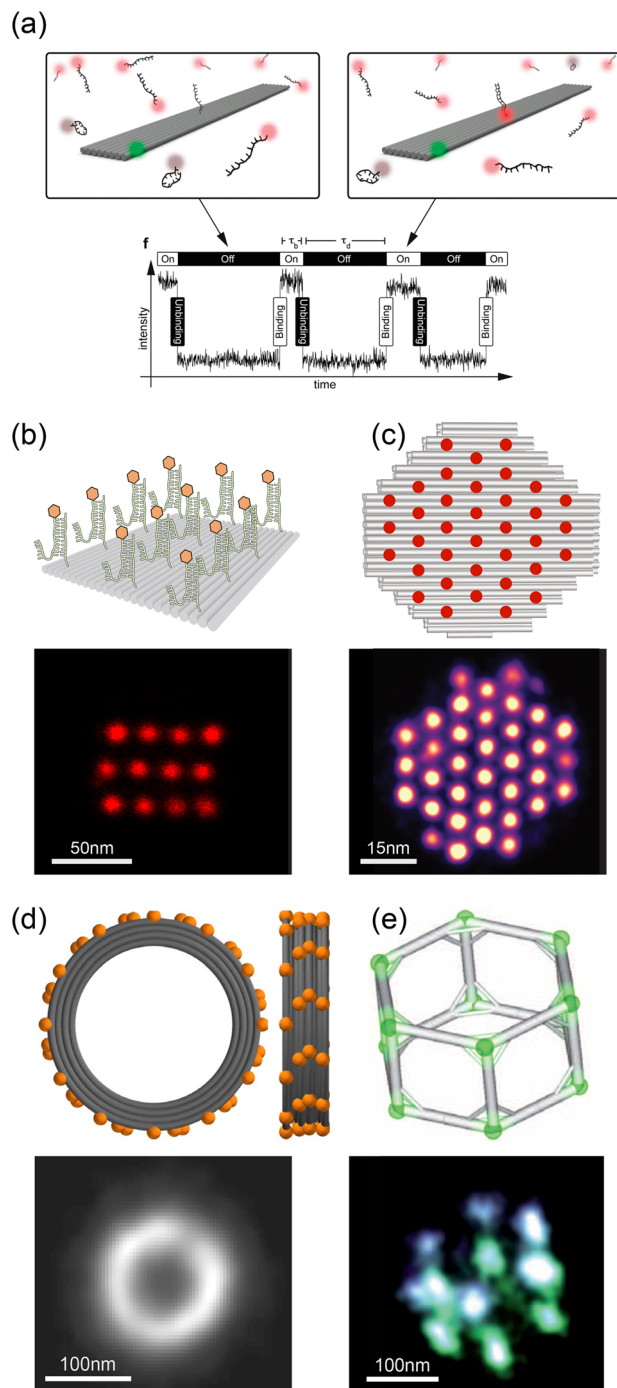 (a)
f
τb τd
On Off On Off On Off On
intensity
Unbinding Binding Unbinding Binding Unbinding Binding
time
(b) (c)
50nm 15nm
(d) (e)
100nm 100nm